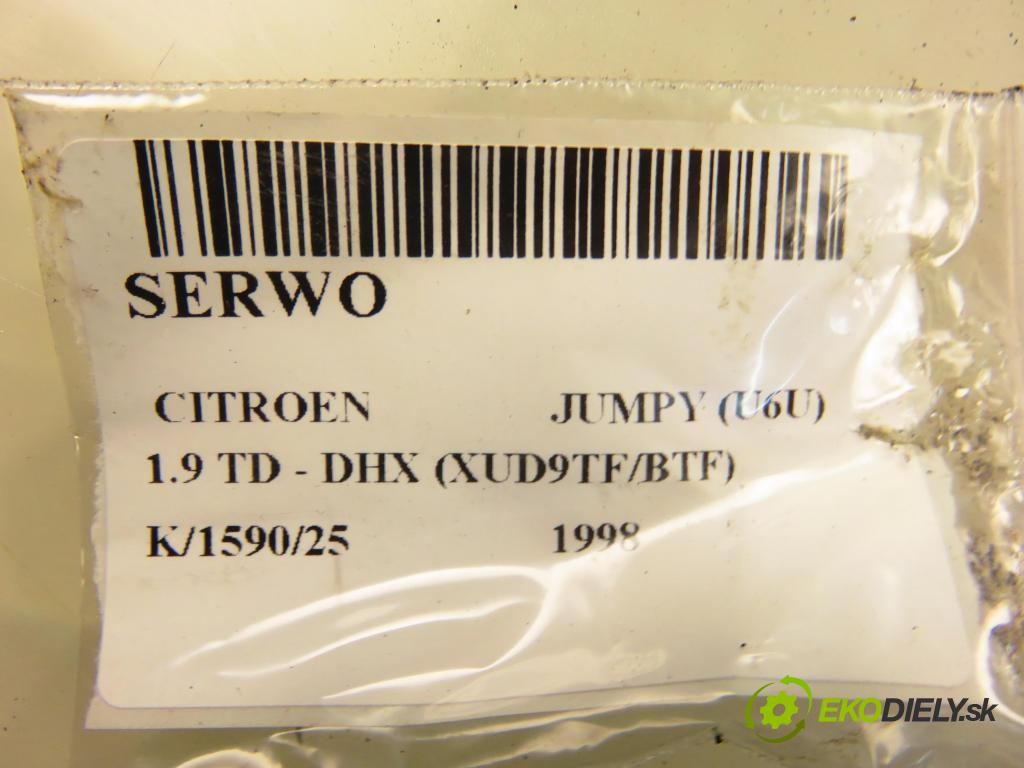 SERWO
CITROEN JUMPY (U6U)
1.9 TD - DHX (XUD9TF/BTF)
K/1590/25 1998
EKODIELY.sk